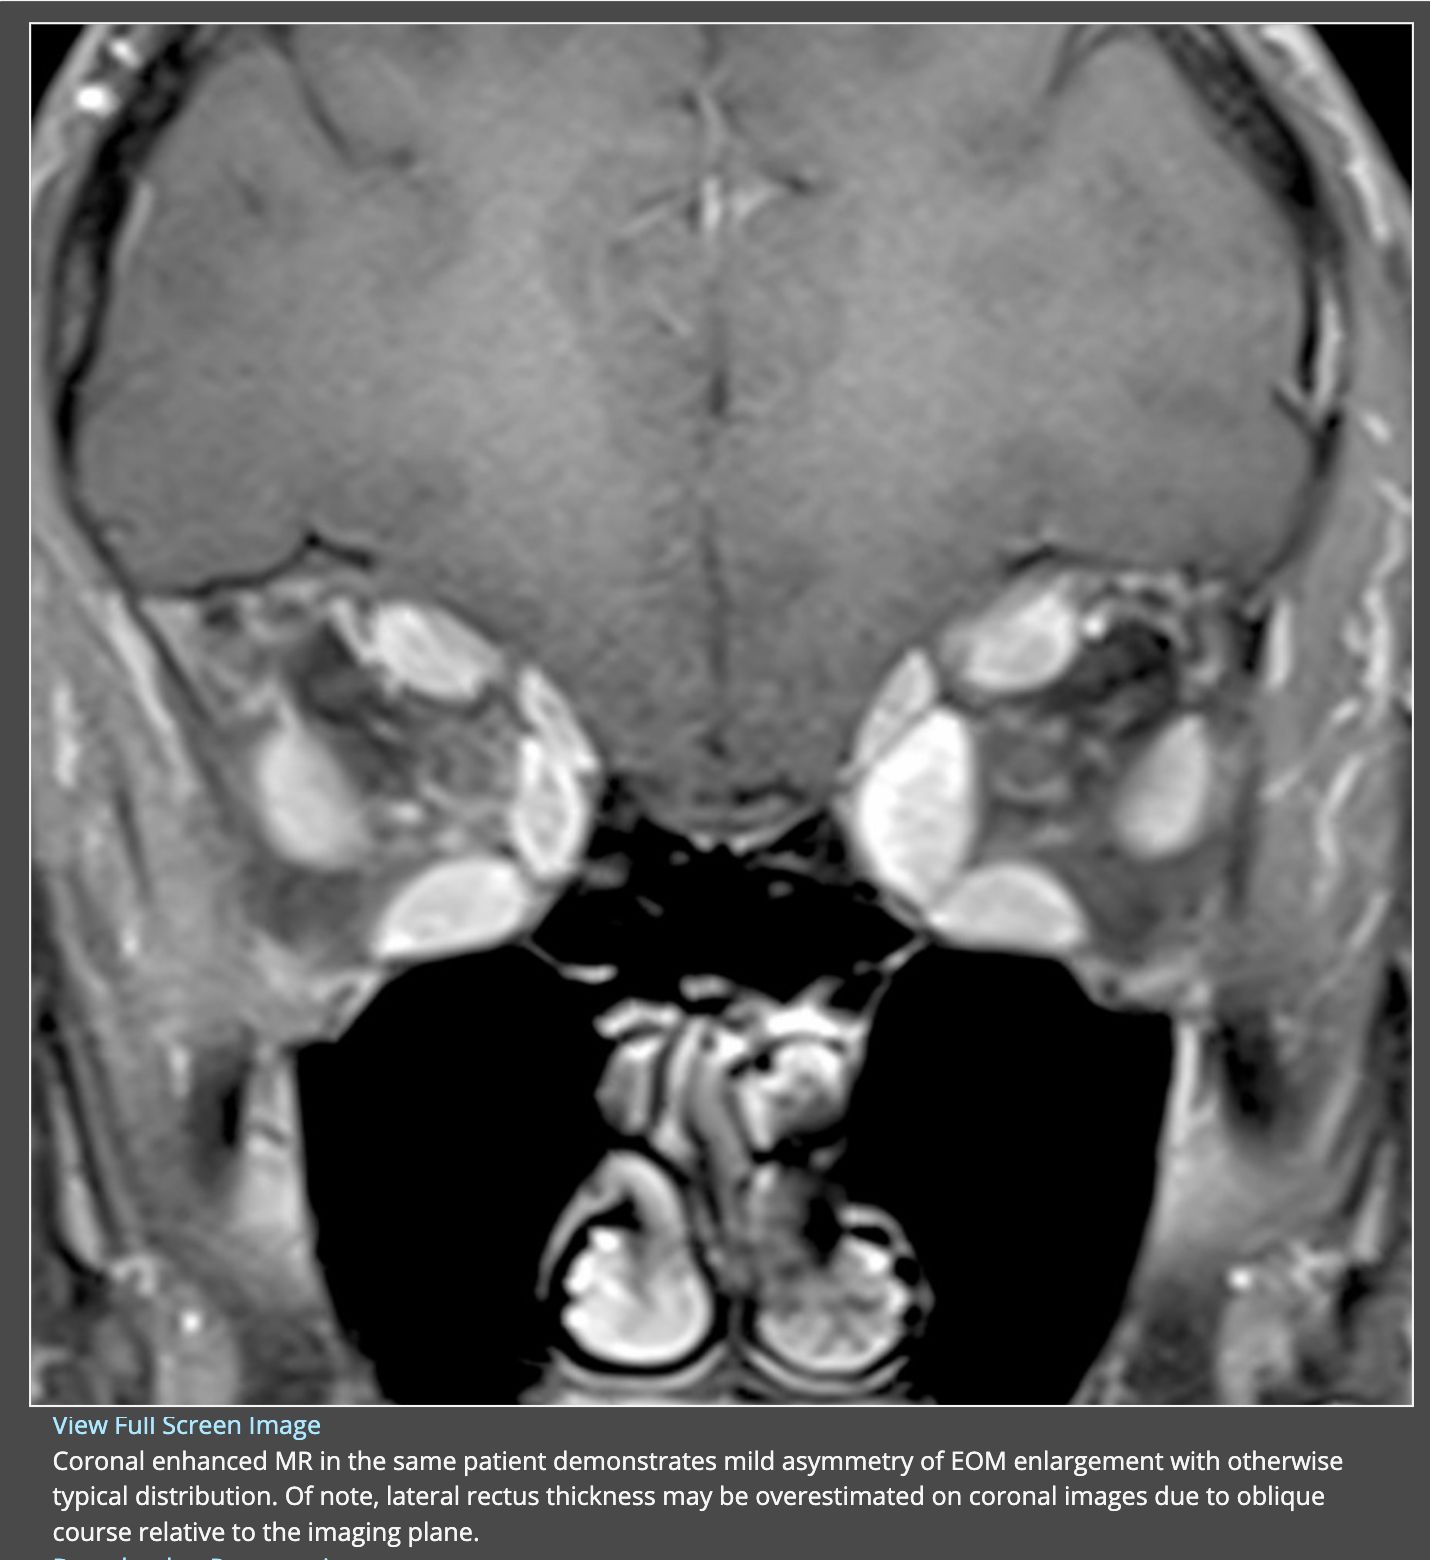 View Full Screen Image
Coronal enhanced MR in the same patient demonstrates mild asymmetry of EOM enlargement with otherwise
typical distribution. Of note, lateral rectus thickness may be overestimated on coronal images due to oblique
course relative to the imaging plane.